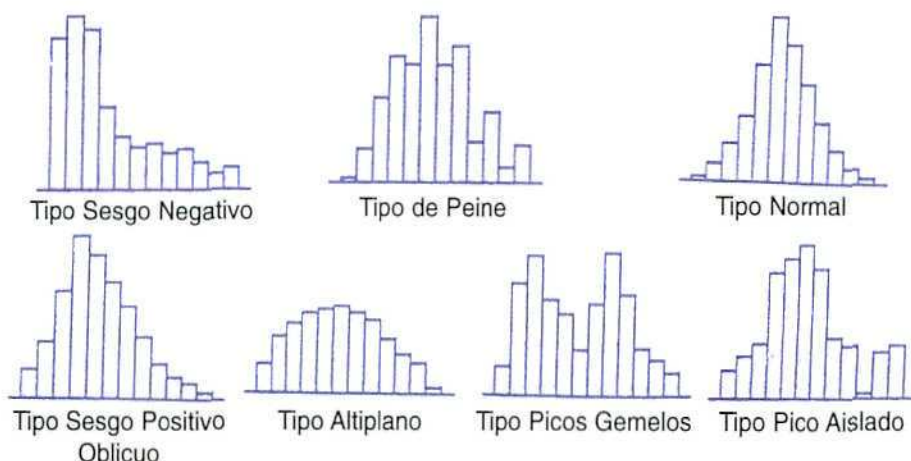 Tipo Sesgo Negativo
Tipo de Peine
Tipo Normal
Tipo Sesgo Positivo
Oblicuo
Tipo Altiplano
Tipo Picos Gemelos
Tipo Pico Aislado